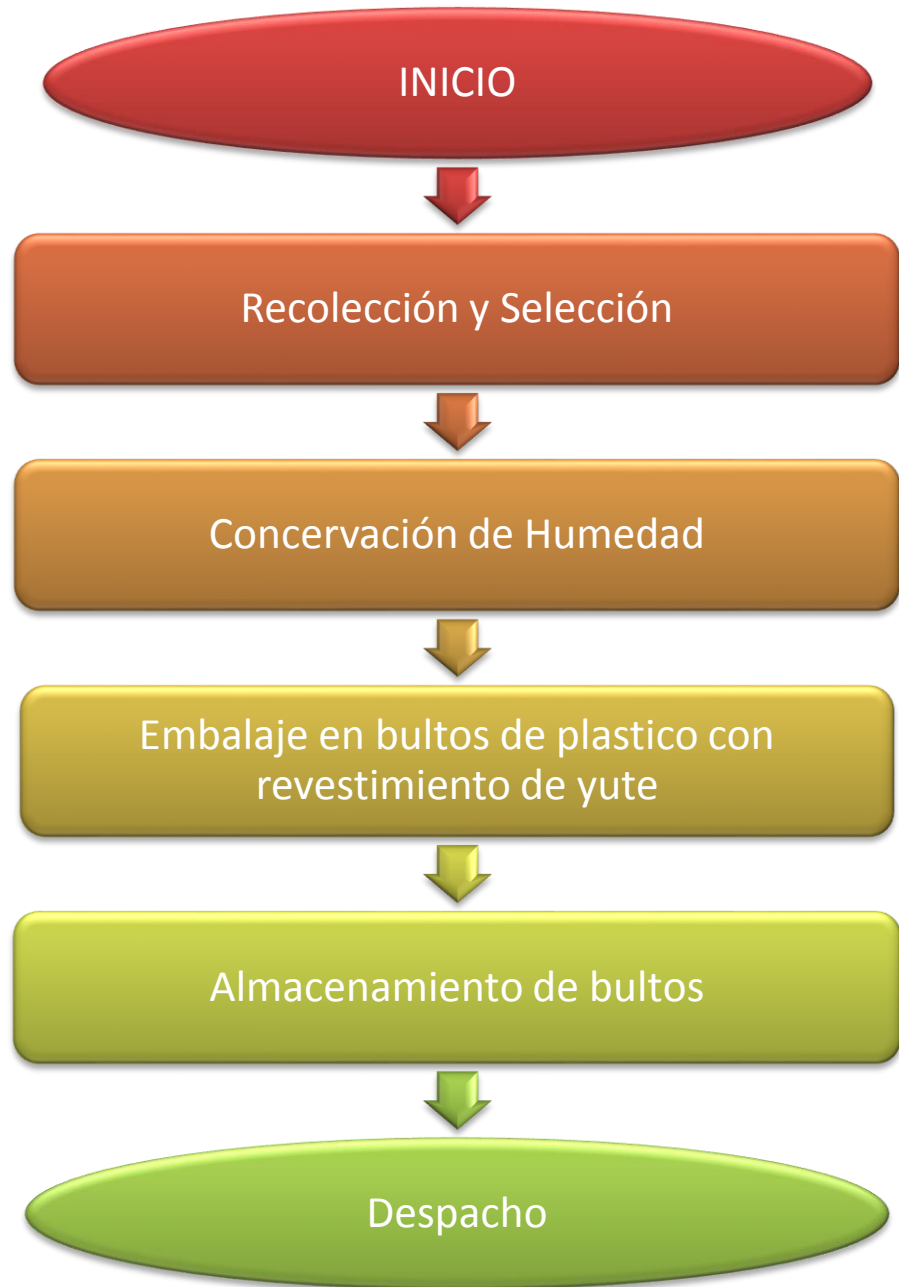 INICIO
Recolección y Selección
Concervación de Humedad
Embalaje en bultos de plastico con
revestimiento de yute
Almacenamiento de bultos
Despacho